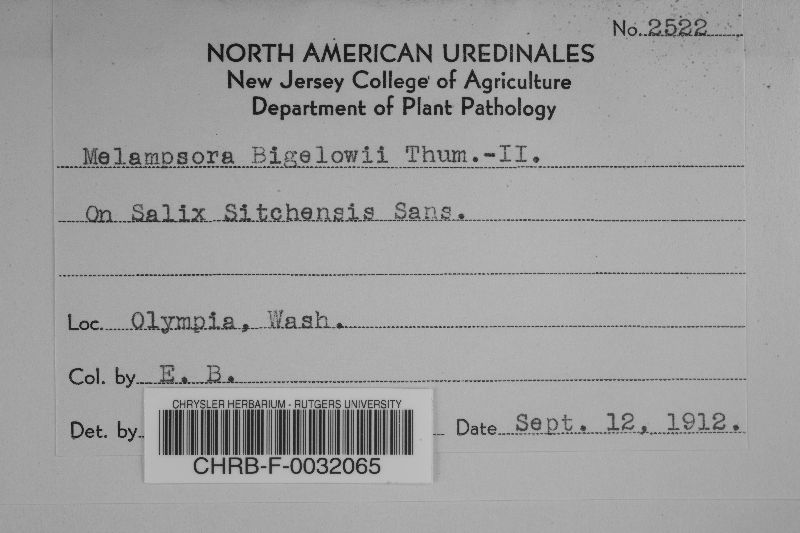 No. 2522
NORTH AMERICAN UREDINALES
New Jersey College of Agriculture
Department of Plant Pathology
Melampsora Bigelowii Thum.-II.
On Salix Sitchensis Sans.
Loc. Olympia, Wash.
Col. by E. B.
CHRYSLER HERBARIUM - RUTGERS UNIVERSITY
Det. by
Date Sept. 12, 1912.
CHRB-F-0032065